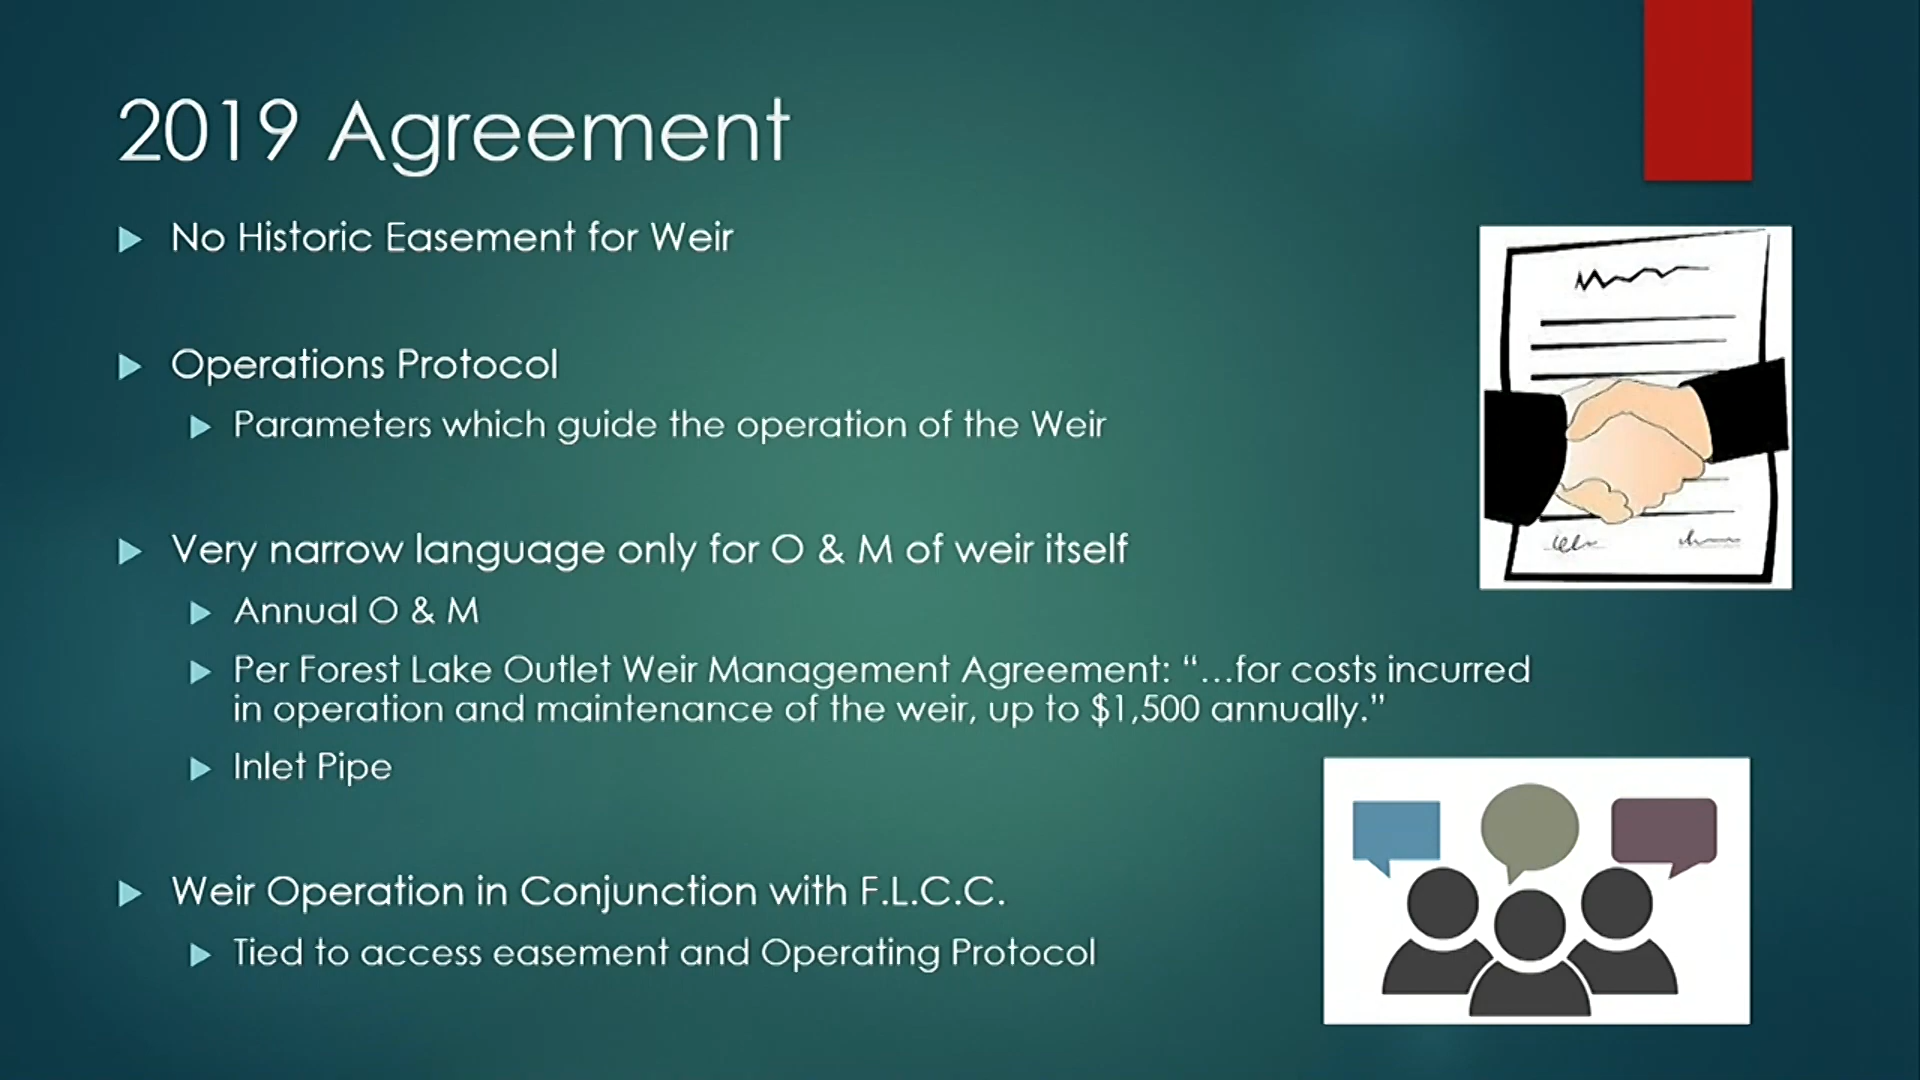 2019 Agreement
No Historic Easement for Weir
Operations Protocol
Parameters which guide the operation of the Weir
Very narrow language only for O & M of weir itself
Annual O & M
Per Forest Lake Outlet Weir Management Agreement: “…for costs incurred
in operation and maintenance of the weir, up to $1,500 annually.”
Inlet Pipe
Weir Operation in Conjunction with F.L.C.C.
Tied to access easement and Operating Protocol